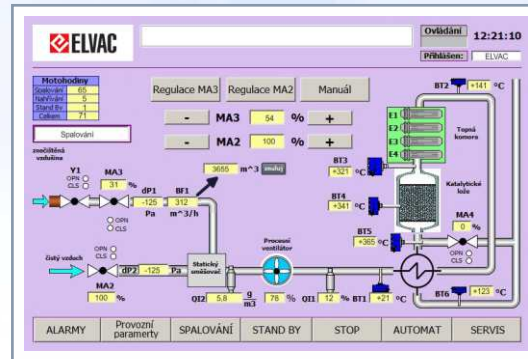 ELVAC
Ovládání
12:21:10
Přihlášen:
ELVAC
Motohodiny
Spalování 65
Nahřívání 5
Stand By 1
Celkem 71
Spalování
Regulace MA3
Regulace MA2
Manuál
- MA3 54 % +
- MA2 100 % +
BT2 +141 °C
E1
E2
E3
E4
Topná
komora
znečištěná
vzdušina
Y1
OPN
CLS
MA3
31 %
dP1
-125
Pa
BF1
312
m^3/h
3655 m^3
OPN
CLS
BT3
+321 °C
BT4
+341 °C
Katalytické
lože
BT5
+365 °C
MA4
0 %
OPN
CLS
čistý vzduch
OPN
CLS
MA2
100 %
dP2 -125 Pa
Statický
směšovač
Procesní
ventilátor
QI2 5,8 g
m3
76 %
QI1 12 %
BT1 +21 °C
BT6 +123 °C
ALARMY
Provozní
paramerty
SPALOVÁNÍ
STAND BY
STOP
AUTOMAT
SERVIS